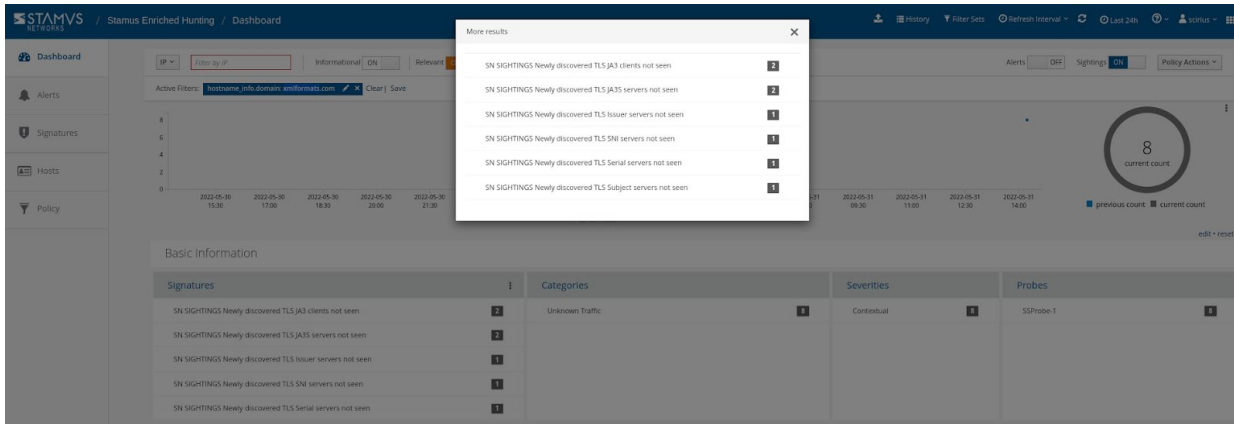 STAMVS NETWORKS / Stamus Enriched Hunting / Dashboard
History Filter Sets Refresh Interval Last 24h scirius
More results
Dashboard
IP Filter by IP Informational ON Relevant
Alerts OFF Sightings ON Policy Actions
SN SIGHTINGS Newly discovered TLS JA3 clients not seen 2
SN SIGHTINGS Newly discovered TLS JA3S servers not seen 2
SN SIGHTINGS Newly discovered TLS Issuer servers not seen 1
SN SIGHTINGS Newly discovered TLS SNI servers not seen 1
SN SIGHTINGS Newly discovered TLS Serial servers not seen 1
SN SIGHTINGS Newly discovered TLS Subject servers not seen 1
Active Filters: hostname_info.domain: xmlformats.com Clear | Save
Alerts
Signatures
Hosts
Policy
8
6
4
2
0
2022-05-30 15:30
2022-05-30 17:00
2022-05-30 18:30
2022-05-30 20:00
2022-05-30 21:30
2022-05-31 09:30
2022-05-31 11:00
2022-05-31 12:30
2022-05-31 14:00
8
current count
previous count current count
edit • reset
Basic Information
Signatures Categories Severities Probes
SN SIGHTINGS Newly discovered TLS JA3 clients not seen 2 Unknown Traffic 8 Contextual 8 SSProbe-1 8
SN SIGHTINGS Newly discovered TLS JA3S servers not seen 2
SN SIGHTINGS Newly discovered TLS Issuer servers not seen 1
SN SIGHTINGS Newly discovered TLS SNI servers not seen 1
SN SIGHTINGS Newly discovered TLS Serial servers not seen 1